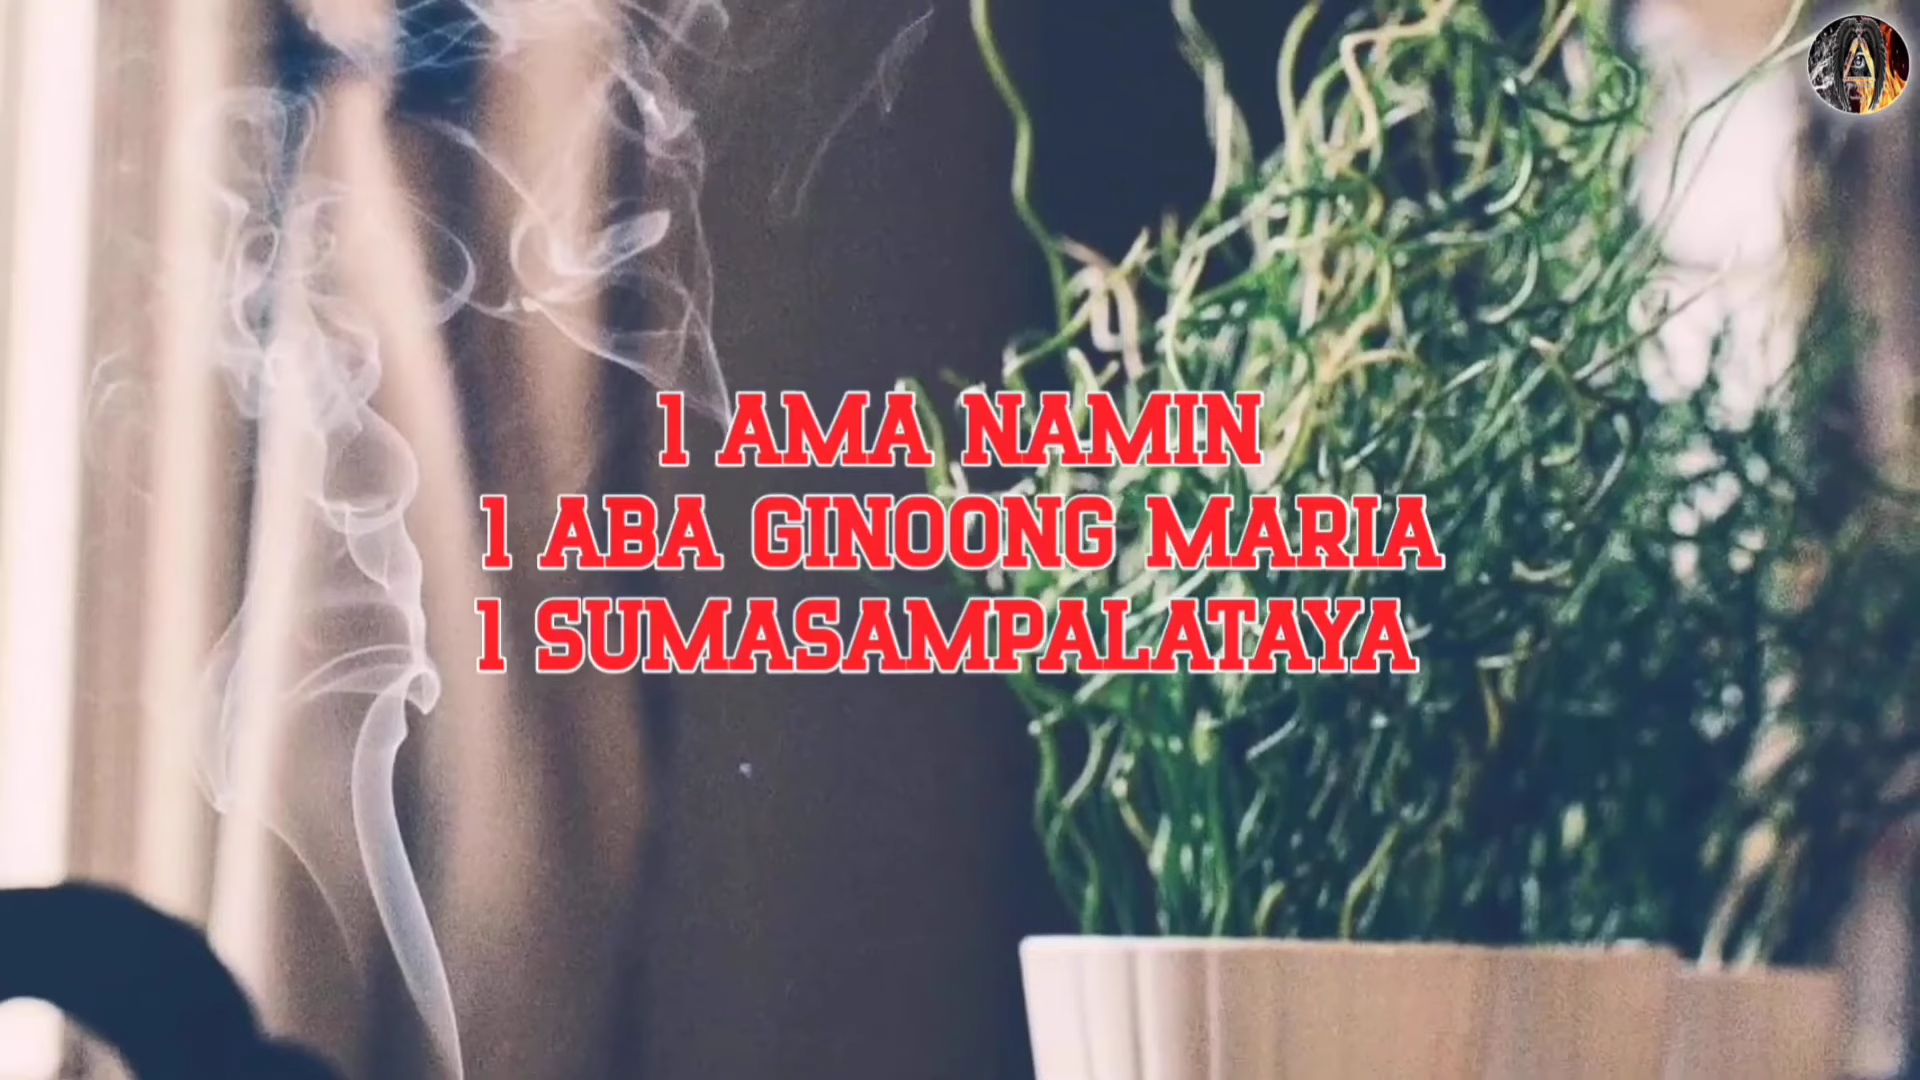 1 AMA NAMIN
1 ABA GINOONG MARIA
1 SUMASAMPALATAYA